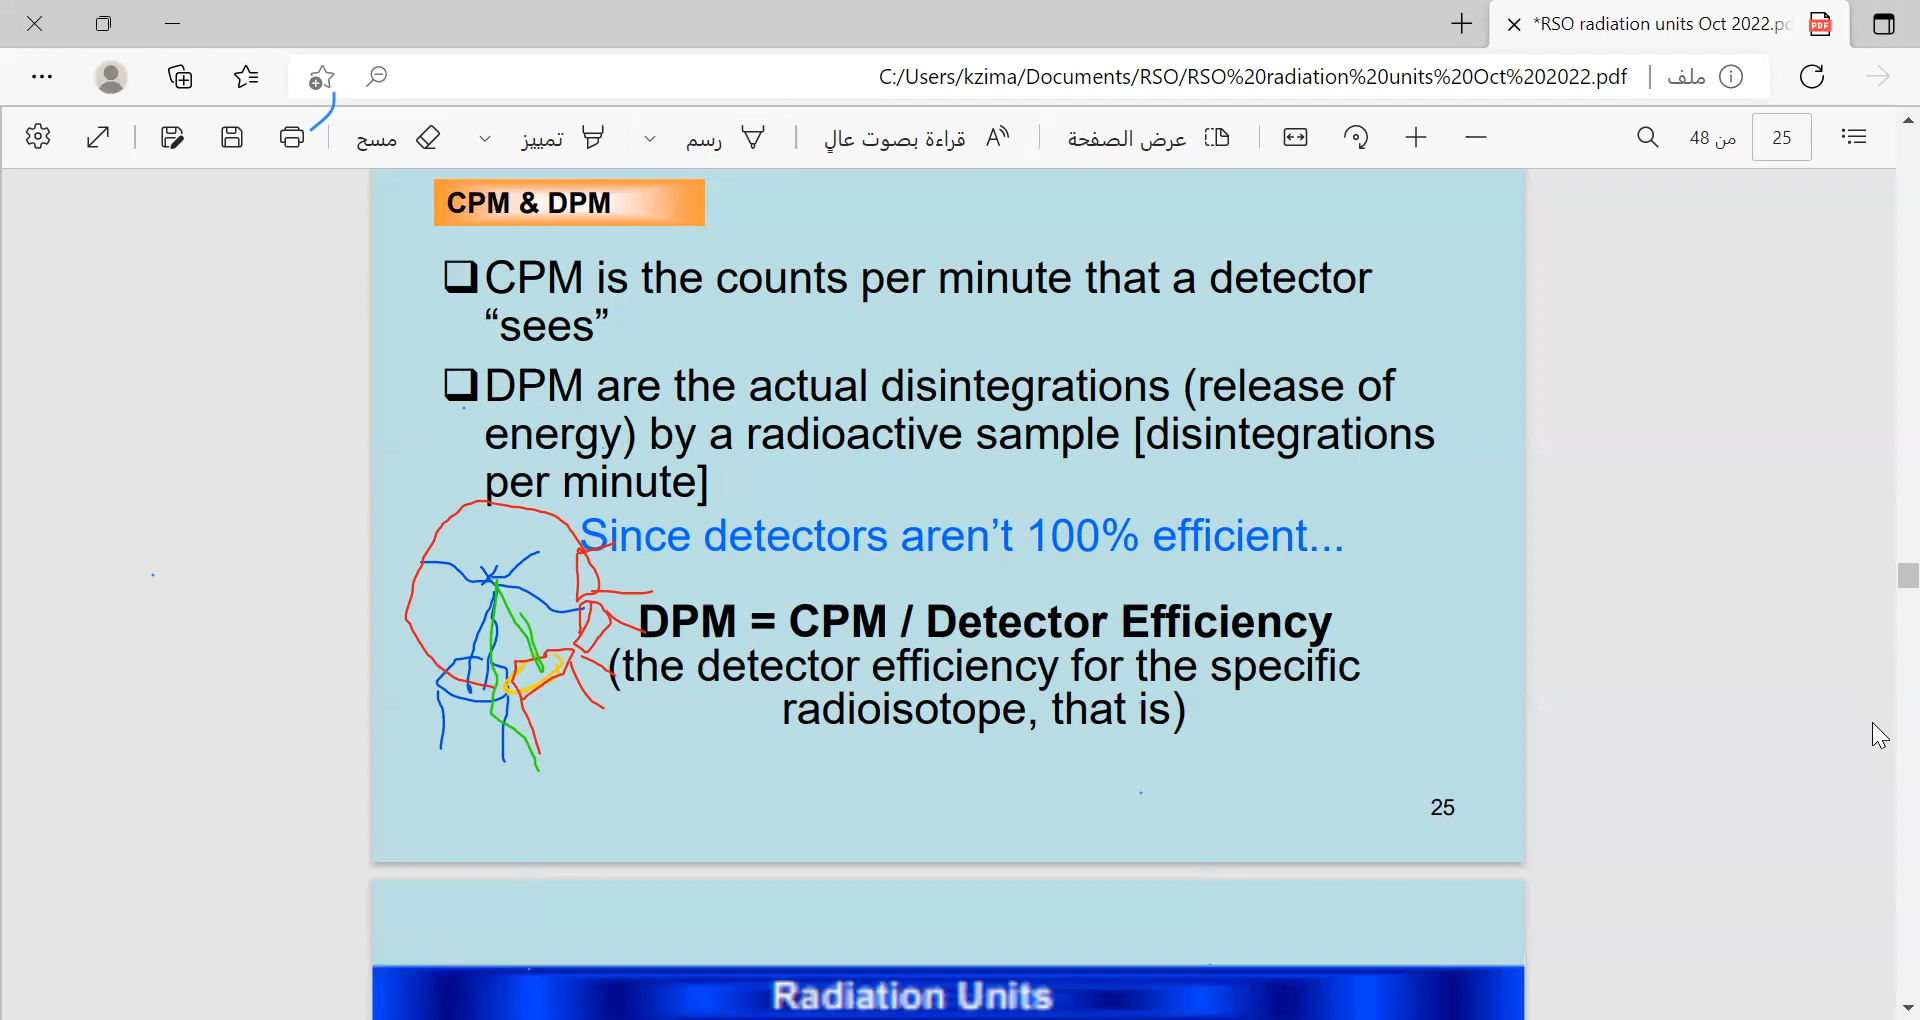 *RSO radiation units Oct 2022.pd
PDF
C:/Users/kzima/Documents/RSO/RSO%20radiation%20units%20Oct%202022.pdf
ملف
مسح
تمييز
رسم
قراءة بصوت عالٍ
عرض الصفحة
من 48
25
CPM & DPM
❑CPM is the counts per minute that a detector
“sees”
❑DPM are the actual disintegrations (release of
energy) by a radioactive sample [disintegrations
per minute]
Since detectors aren’t 100% efficient...
DPM = CPM / Detector Efficiency
(the detector efficiency for the specific
radioisotope, that is)
25
Radiation Units